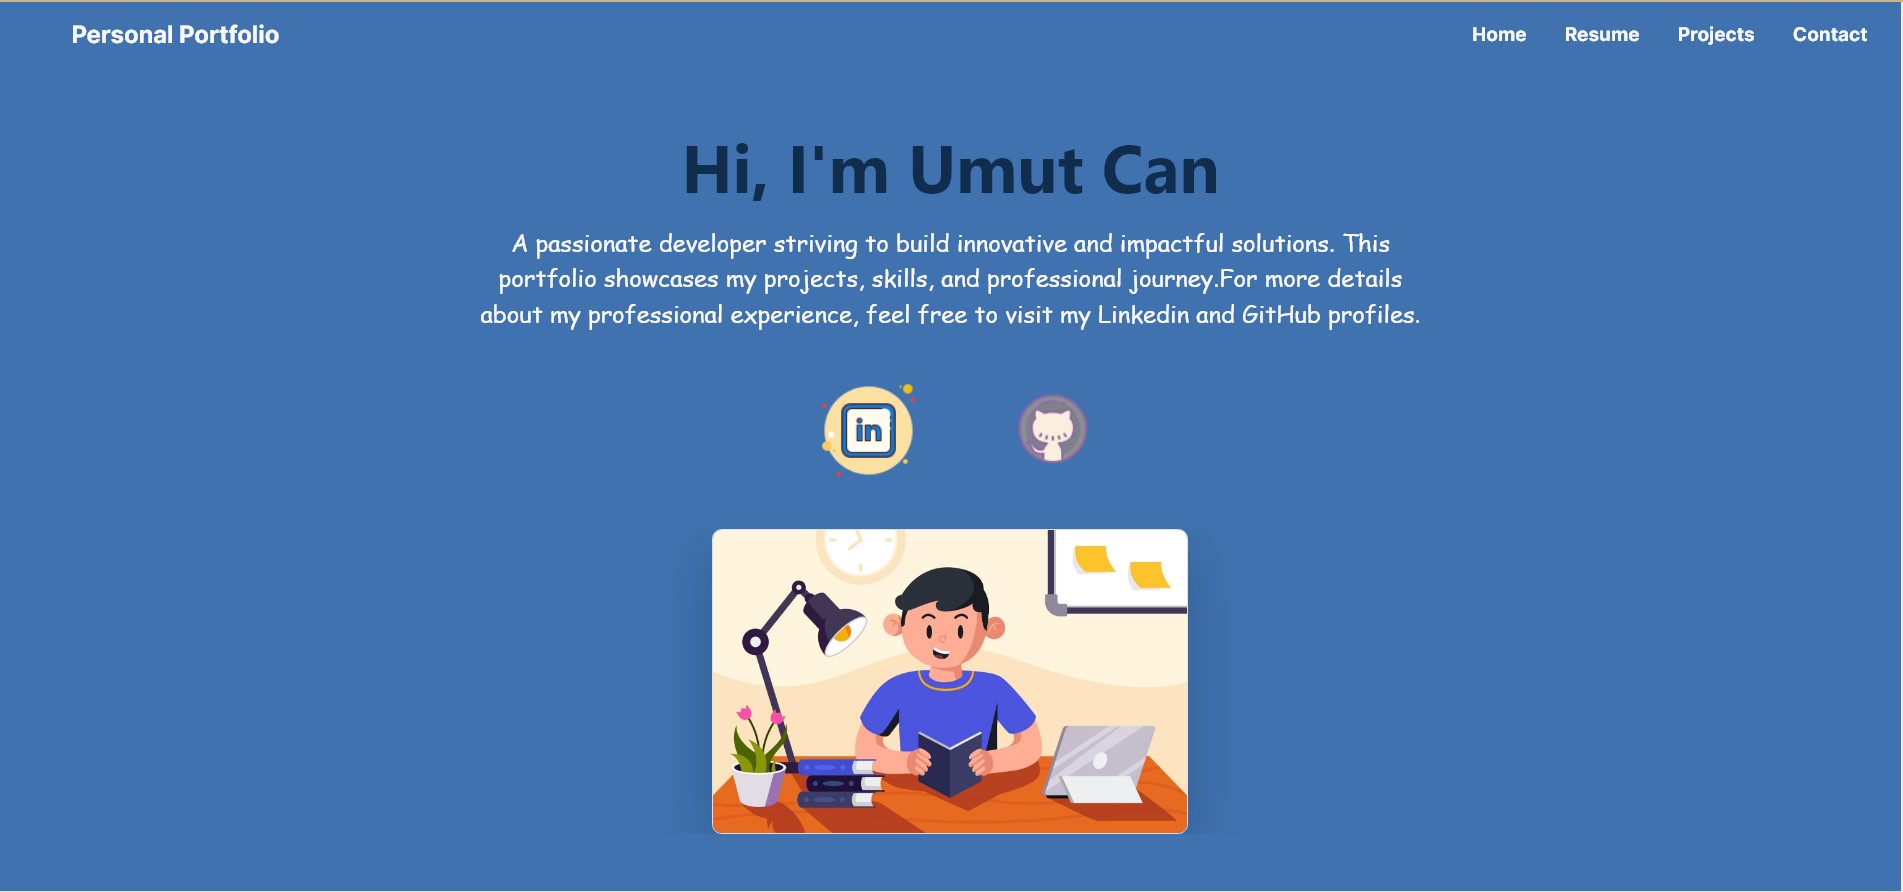 Personal Portfolio
Home Resume Projects Contact
Hi, I'm Umut Can
A passionate developer striving to build innovative and impactful solutions. This
portfolio showcases my projects, skills, and professional journey.For more details
about my professional experience, feel free to visit my Linkedin and GitHub profiles.
in